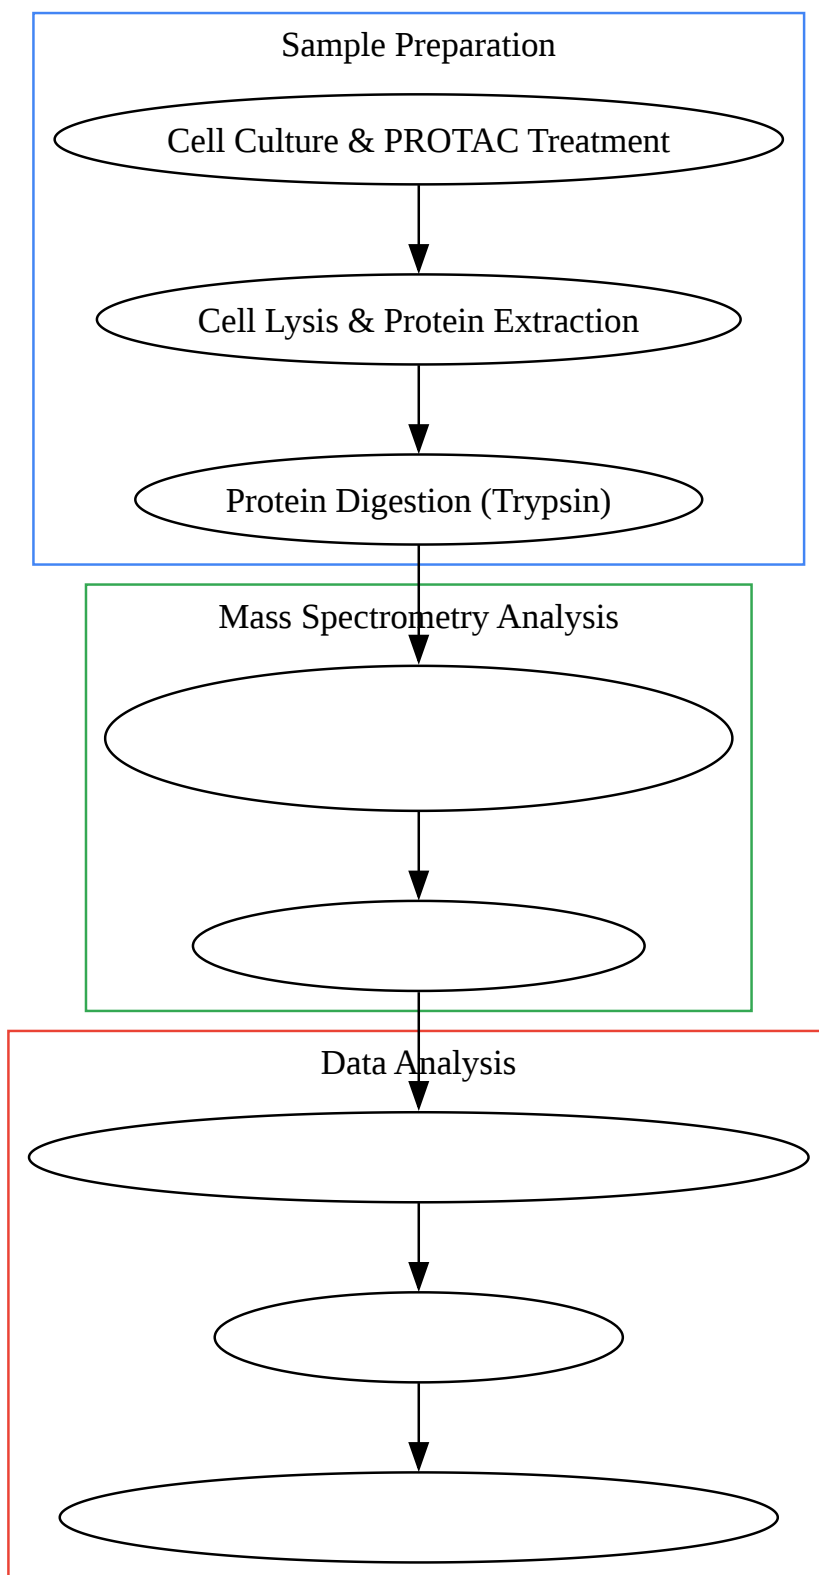 Sample Preparation
Cell Culture & PROTAC Treatment
Cell Lysis & Protein Extraction
Protein Digestion (Trypsin)
Mass Spectrometry Analysis
Data Analysis